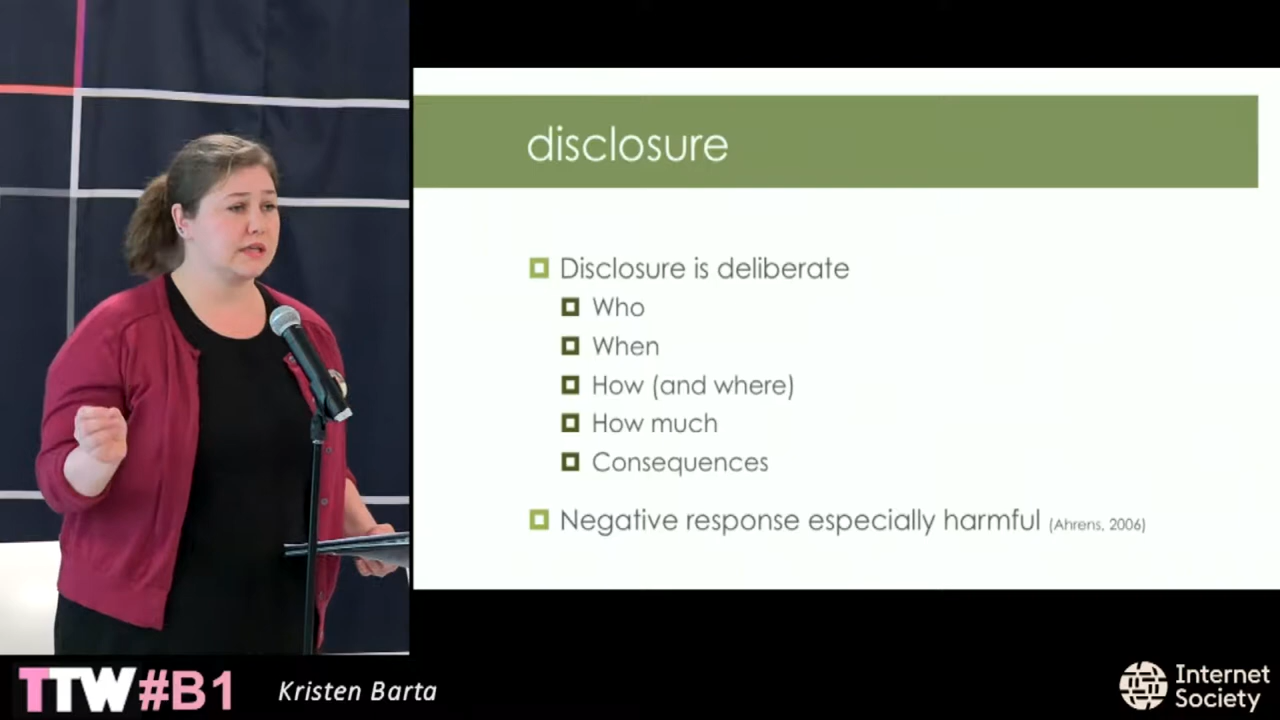 disclosure
Disclosure is deliberate
Who
When
How (and where)
How much
Consequences
Negative response especially harmful (Ahrens, 2006)
TTW#B1
Kristen Barta
Internet
Society